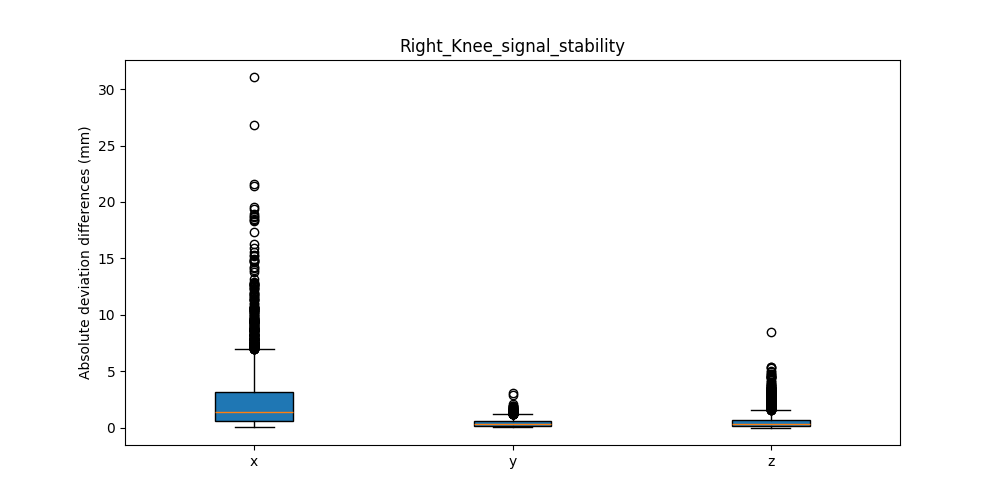 Right_Knee_signal_stability
Absolute deviation differences (mm)
30
25
20
15
10
5
0
x y z